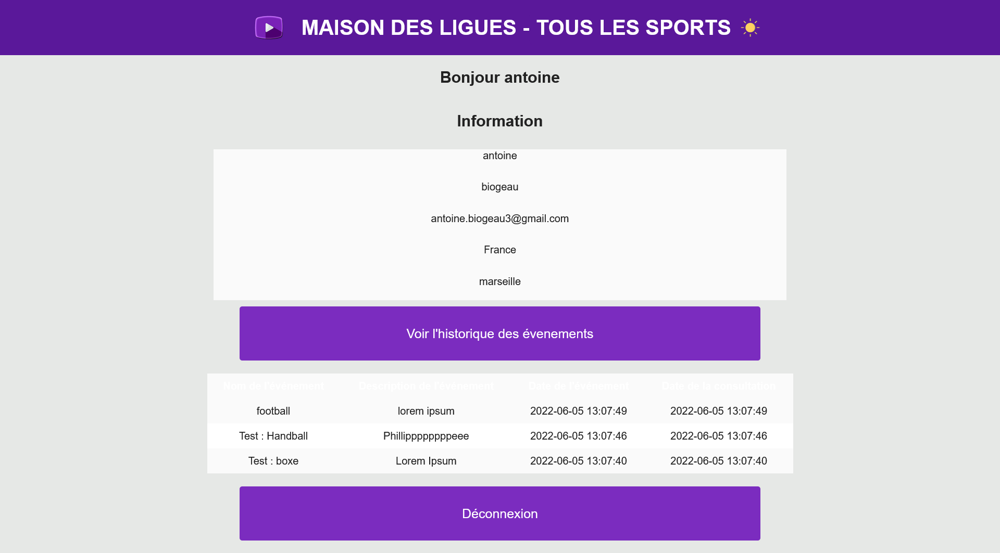 MAISON DES LIGUES - TOUS LES SPORTS
Bonjour antoine
Information
antoine
biogeau
antoine.biogeau3@gmail.com
France
marseille
Voir l'historique des évenements
Nom de l'évènement Description de l'évenement Date de l'evénement Date de la consultation
football lorem ipsum 2022-06-05 13:07:49 2022-06-05 13:07:49
Test : Handball Phillippppppppeee 2022-06-05 13:07:46 2022-06-05 13:07:46
Test : boxe Lorem Ipsum 2022-06-05 13:07:40 2022-06-05 13:07:40
Déconnexion